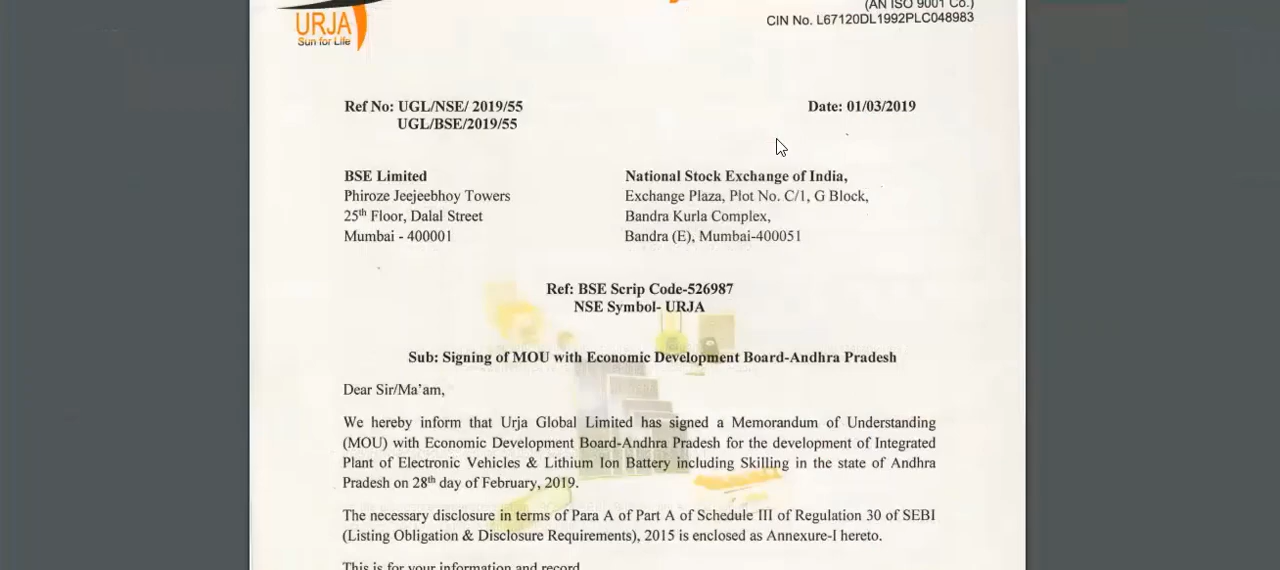 (AN ISO 9001 Co.)
URJA
CIN No. L67120DL1992PLC048983
Sun for Life
Ref No: UGL/NSE/ 2019/55
Date: 01/03/2019
UGL/BSE/2019/55
BSE Limited
National Stock Exchange of India,
Phiroze Jeejeebhoy Towers
Exchange Plaza, Plot No. C/1, G Block,
25th Floor, Dalal Street
Bandra Kurla Complex,
Mumbai - 400001
Bandra (E), Mumbai-400051
Ref: BSE Scrip Code-526987
NSE Symbol- URJA
Sub: Signing of MOU with Economic Development Board-Andhra Pradesh
Dear Sir/Ma'am,
We hereby inform that Urja Global Limited has signed a Memorandum of Understanding
(MOU) with Economic Development Board-Andhra Pradesh for the development of Integrated
Plant of Electronic Vehicles & Lithium Ion Battery including Skilling in the state of Andhra
Pradesh on 28th day of February, 2019.
The necessary disclosure in terms of Para A of Part A of Schedule III of Regulation 30 of SEBI
(Listing Obligation & Disclosure Requirements), 2015 is enclosed as Annexure-I hereto.
This is for your information and record